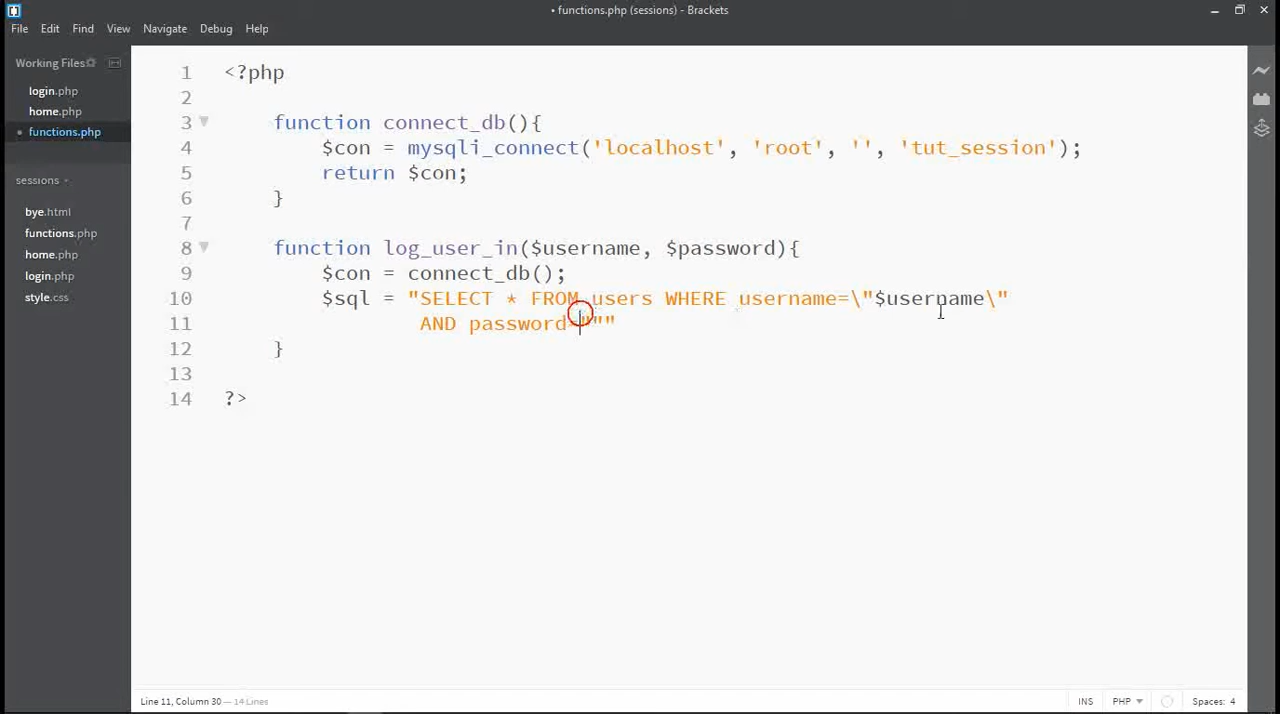 • functions.php (sessions) - Brackets
File Edit Find View Navigate Debug Help
Working Files
login.php
home.php
• functions.php
sessions
bye.html
functions.php
home.php
login.php
style.css
1 <?php
2
3 function connect_db(){
4 $con = mysqli_connect('localhost', 'root', '', 'tut_session');
5 return $con;
6 }
7
8 function log_user_in($username, $password){
9 $con = connect_db();
10 $sql = "SELECT * FROM users WHERE username=\"$username\"
11 AND password="""
12 }
13
14 ?>
Line 11, Column 30 — 14 Lines
INS PHP Spaces: 4